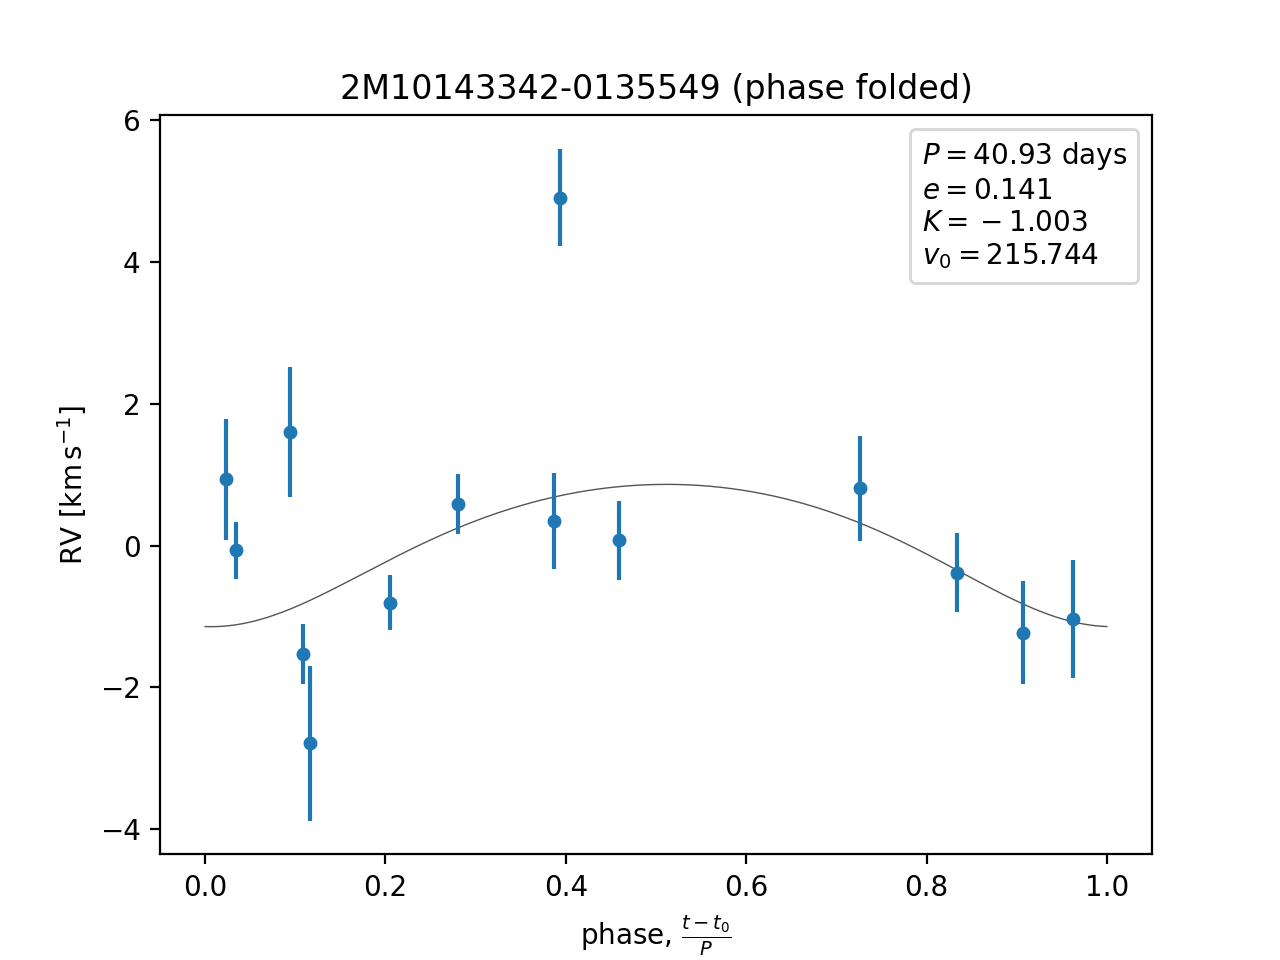 2M10143342-0135549 (phase folded)
P = 40.93 days
e = 0.141
K = −1.003
v₀ = 215.744
RV [km s⁻¹]
6
4
2
0
−2
−4
0.0 0.2 0.4 0.6 0.8 1.0
phase, (t − t₀)/P